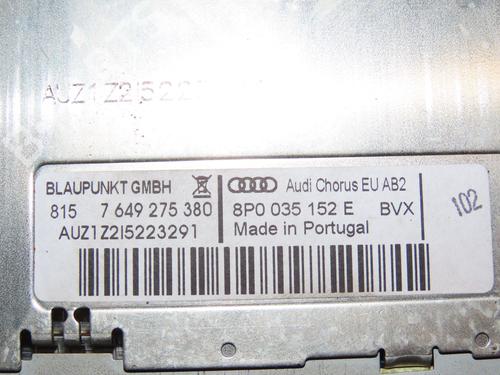 AUZ1Z2I522
BLAUPUNKT GMBH
Audi Chorus EU AB2
815 7 649 275 380
8P0 035 152 E BVX
AUZ1Z2I5223291
Made in Portugal
102